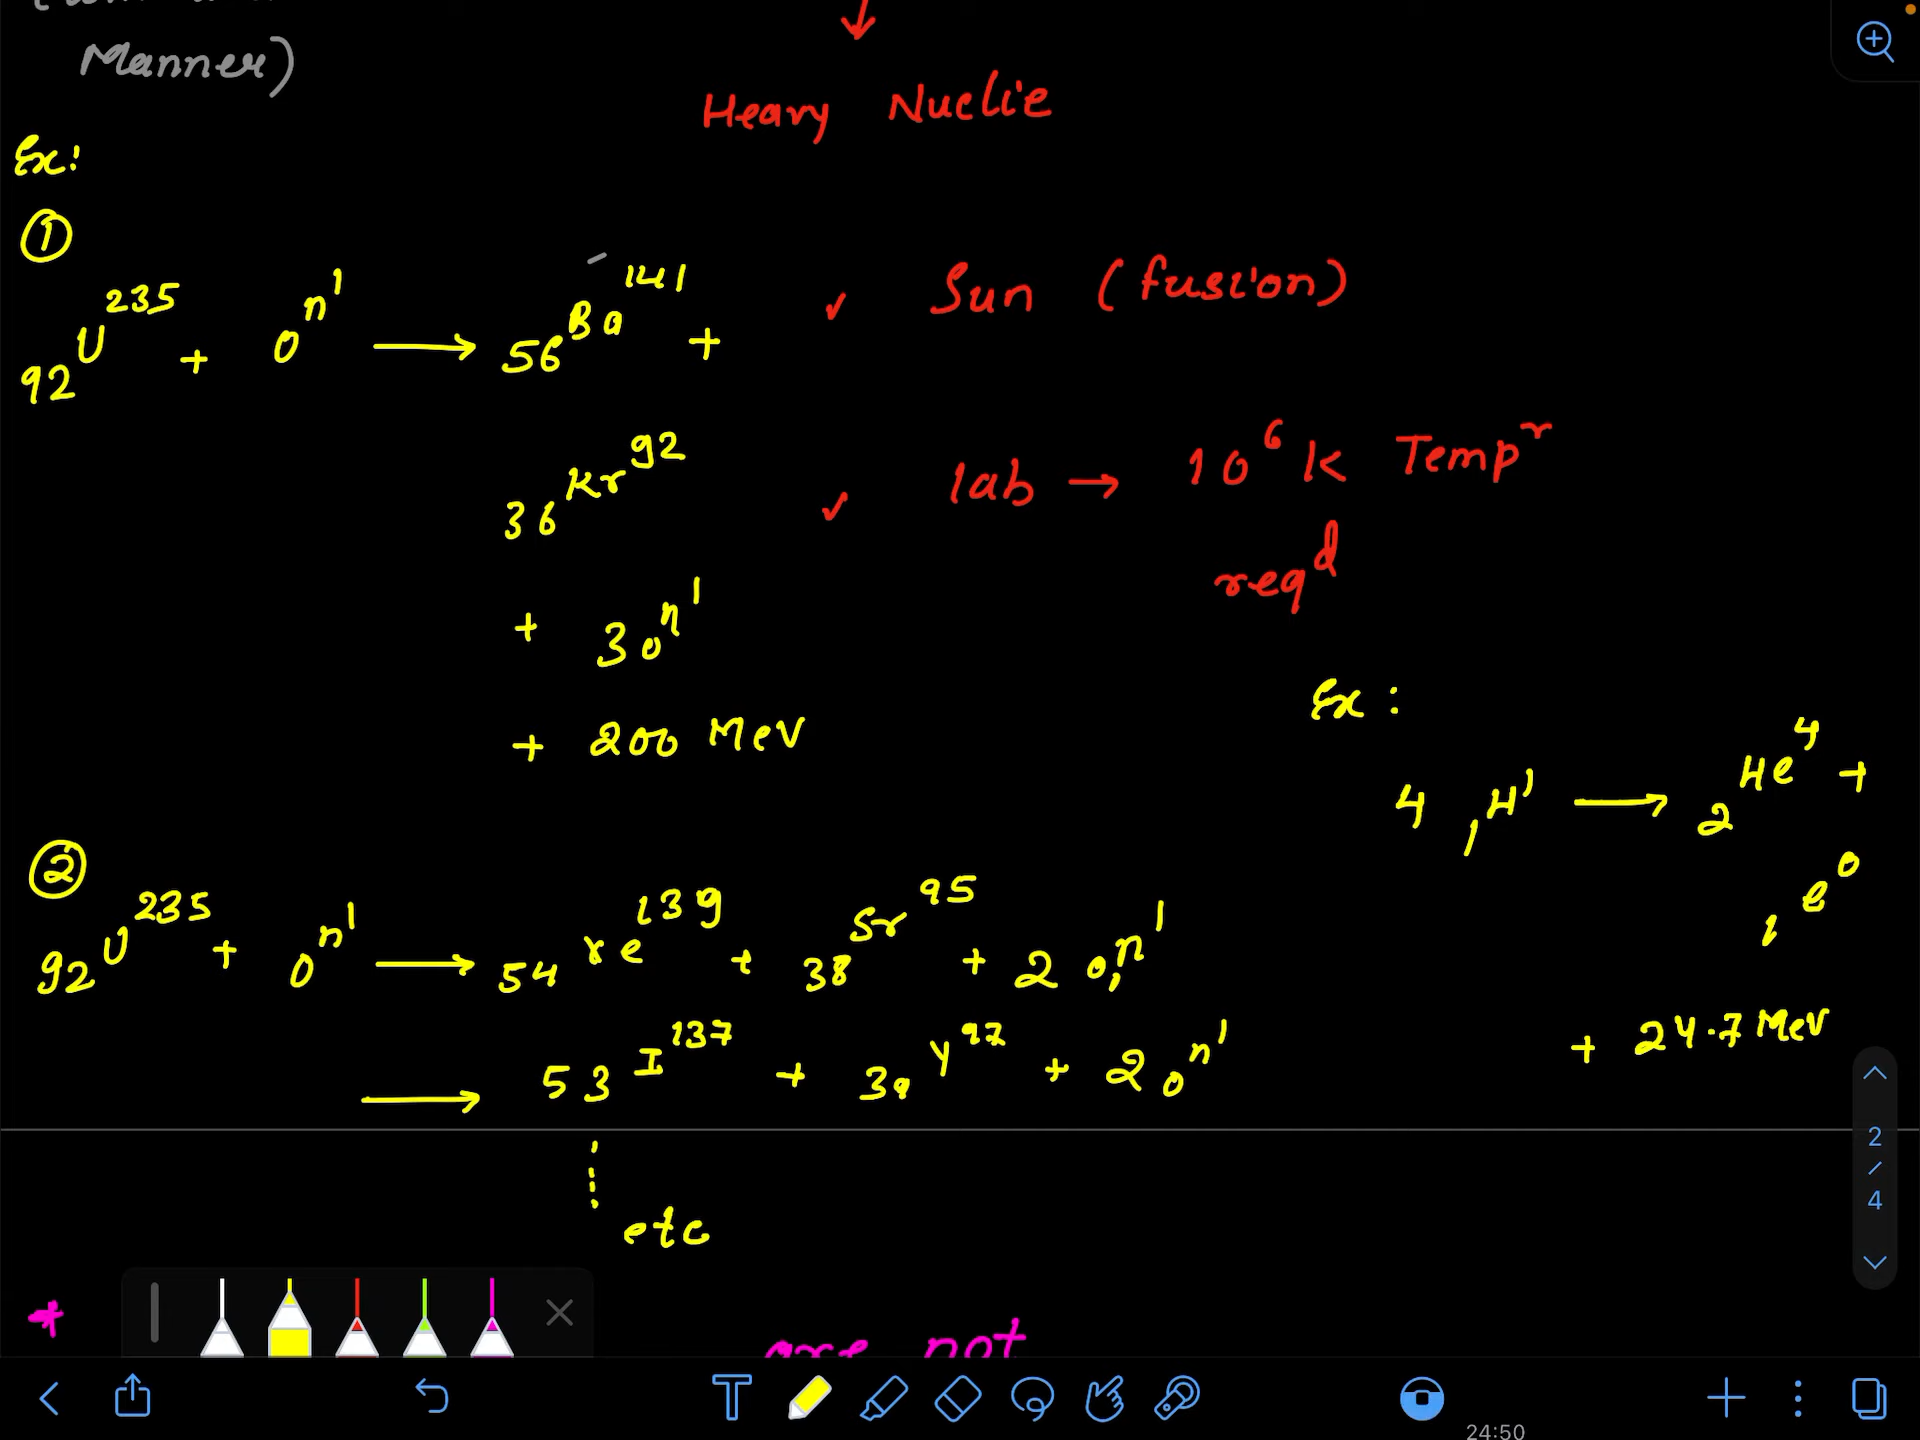 Manner)
Heavy Nuclie
Ex:
①
₉₂U²³⁵ + ₀n¹ → ₅₆Ba¹⁴¹ +
₃₆Kr⁹²
+ 3 ₀n¹
+ 200 MeV
✓ Sun (fusion)
✓ lab → 10⁶ K Tempʳ
reqᵈ
Ex :
4 ₁H¹ → ₂He⁴ +
₁e⁰
+ 24.7 MeV
②
₉₂U²³⁵ + ₀n¹ → ₅₄Xe¹³⁹ + ₃₈Sr⁹⁵ + 2 ₀n¹
→ ₅₃I¹³⁷ + ₃₉Y⁹⁷ + 2 ₀n¹
etc
are not
2
/
4
24:50